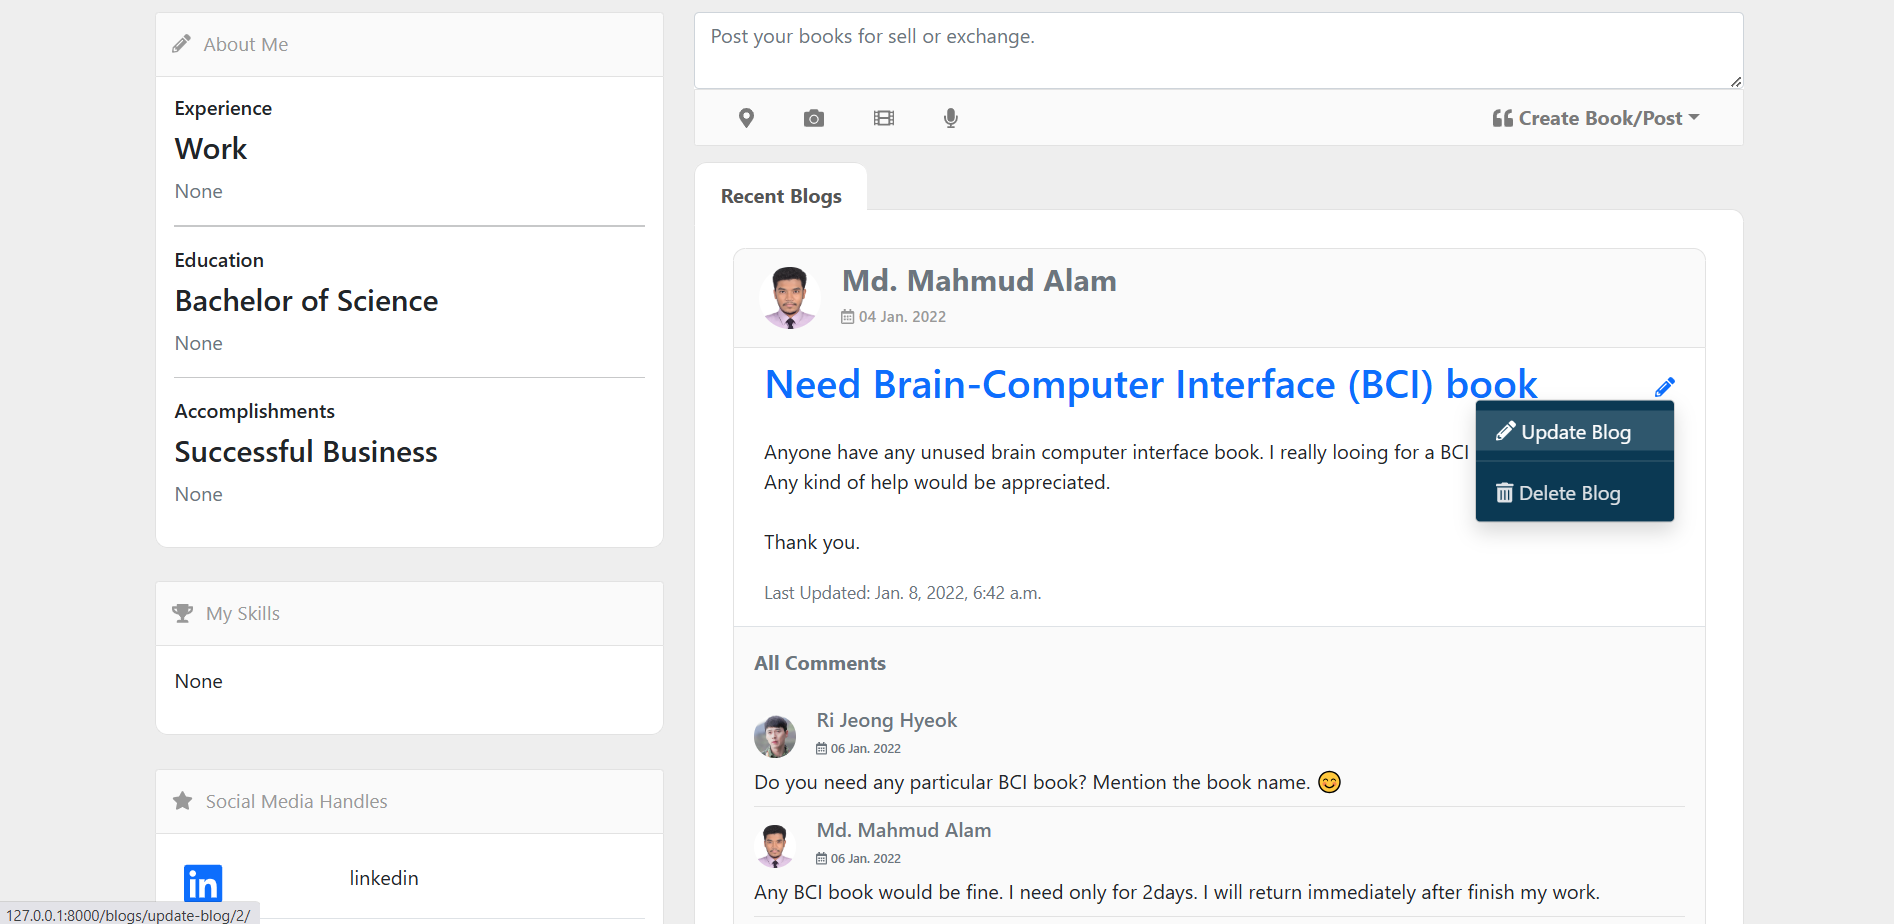 About Me
Experience
Work
None
Education
Bachelor of Science
None
Accomplishments
Successful Business
None
My Skills
None
Social Media Handles
in
linkedin
127.0.0.1:8000/blogs/update-blog/2/
Post your books for sell or exchange.
Create Book/Post
Recent Blogs
Md. Mahmud Alam
04 Jan. 2022
Need Brain-Computer Interface (BCI) book
Update Blog
Delete Blog
Anyone have any unused brain computer interface book. I really looing for a BCI
Any kind of help would be appreciated.
Thank you.
Last Updated: Jan. 8, 2022, 6:42 a.m.
All Comments
Ri Jeong Hyeok
06 Jan. 2022
Do you need any particular BCI book? Mention the book name. 😊
Md. Mahmud Alam
06 Jan. 2022
Any BCI book would be fine. I need only for 2days. I will return immediately after finish my work.